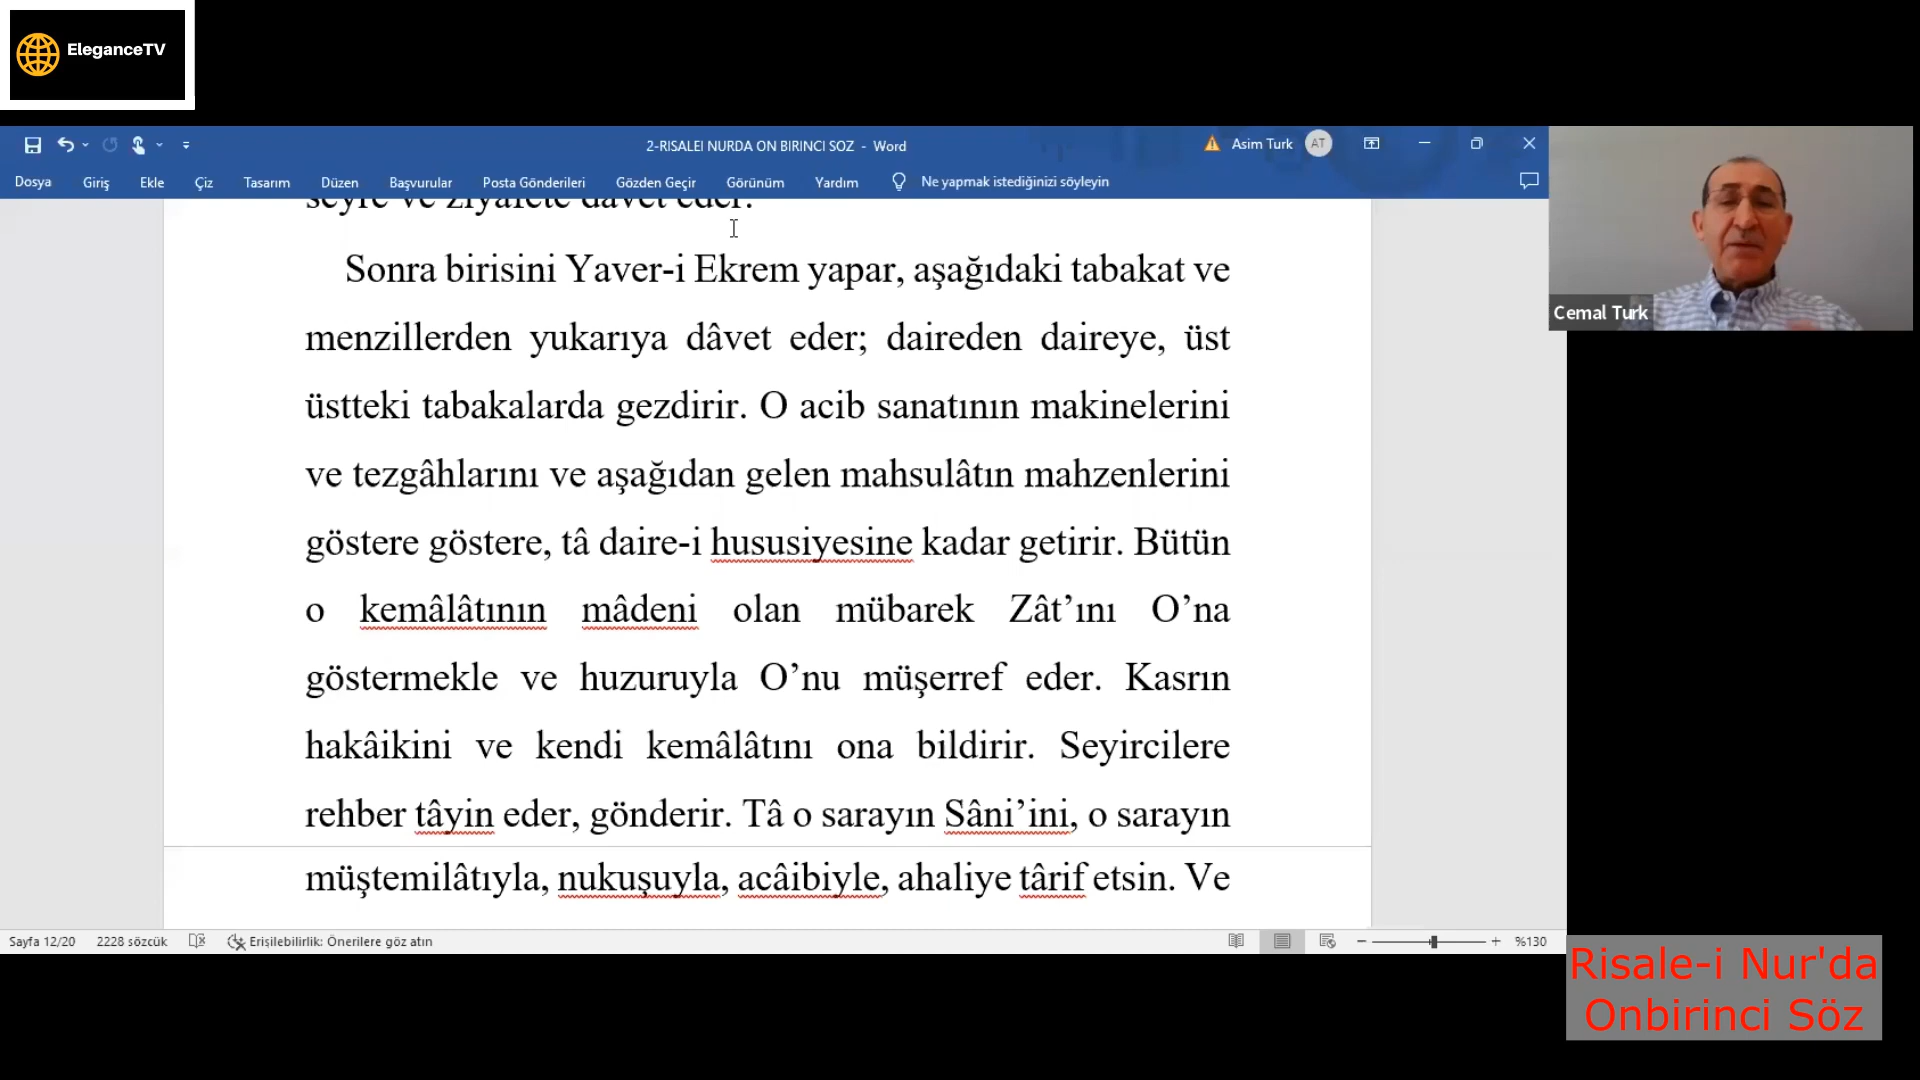 EleganceTV
2-RISALEI NURDA ON BIRINCI SOZ - Word
Asim Turk
AT
Dosya Giriş Ekle Çiz Tasarım Düzen Başvurular Posta Gönderileri Gözden Geçir Görünüm Yardım Ne yapmak istediğinizi söyleyin
seyre ve ziyafete dâvet eder.
Sonra birisini Yaver-i Ekrem yapar, aşağıdaki tabakat ve
menzillerden yukarıya dâvet eder; daireden daireye, üst
üstteki tabakalarda gezdirir. O acib sanatının makinelerini
ve tezgâhlarını ve aşağıdan gelen mahsulâtın mahzenlerini
göstere göstere, tâ daire-i hususiyesine kadar getirir. Bütün
o kemâlâtının mâdeni olan mübarek Zât’ını O’na
göstermekle ve huzuruyla O’nu müşerref eder. Kasrın
hakâikini ve kendi kemâlâtını ona bildirir. Seyircilere
rehber tâyin eder, gönderir. Tâ o sarayın Sâni’ini, o sarayın
müştemilâtıyla, nukuşuyla, acâibiyle, ahaliye târif etsin. Ve
Cemal Turk
Sayfa 12/20 2228 sözcük Erişilebilirlik: Önerilere göz atın %130
Risale-i Nur'da
Onbirinci Söz